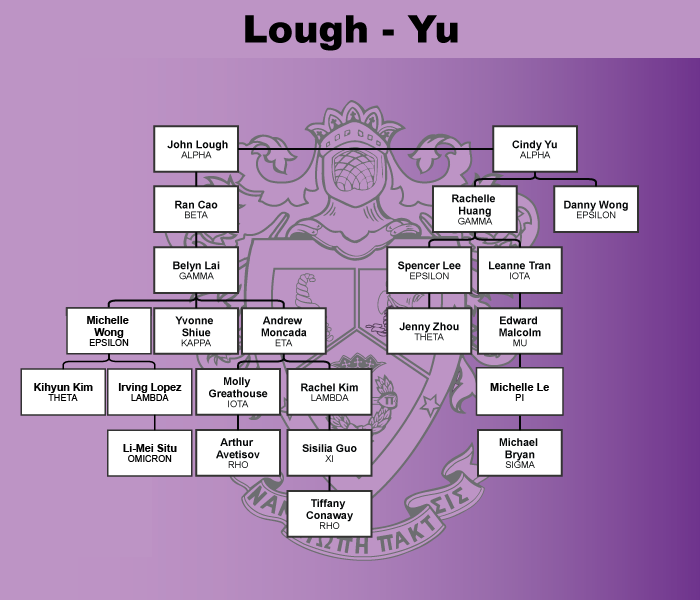 Lough - Yu
John Lough
ALPHA
Cindy Yu
ALPHA
Ran Cao
BETA
Rachelle
Huang
GAMMA
Danny Wong
EPSILON
Belyn Lai
GAMMA
Spencer Lee
EPSILON
Leanne Tran
IOTA
Michelle
Wong
EPSILON
Yvonne
Shiue
KAPPA
Andrew
Moncada
ETA
Jenny Zhou
THETA
Edward
Malcolm
MU
Kihyun Kim
THETA
Irving Lopez
LAMBDA
Molly
Greathouse
IOTA
Rachel Kim
LAMBDA
Michelle Le
PI
Li-Mei Situ
OMICRON
Arthur
Avetisov
RHO
Sisilia Guo
XI
Michael
Bryan
SIGMA
Tiffany
Conaway
RHO
ΠΑΚΤΣΙΣ